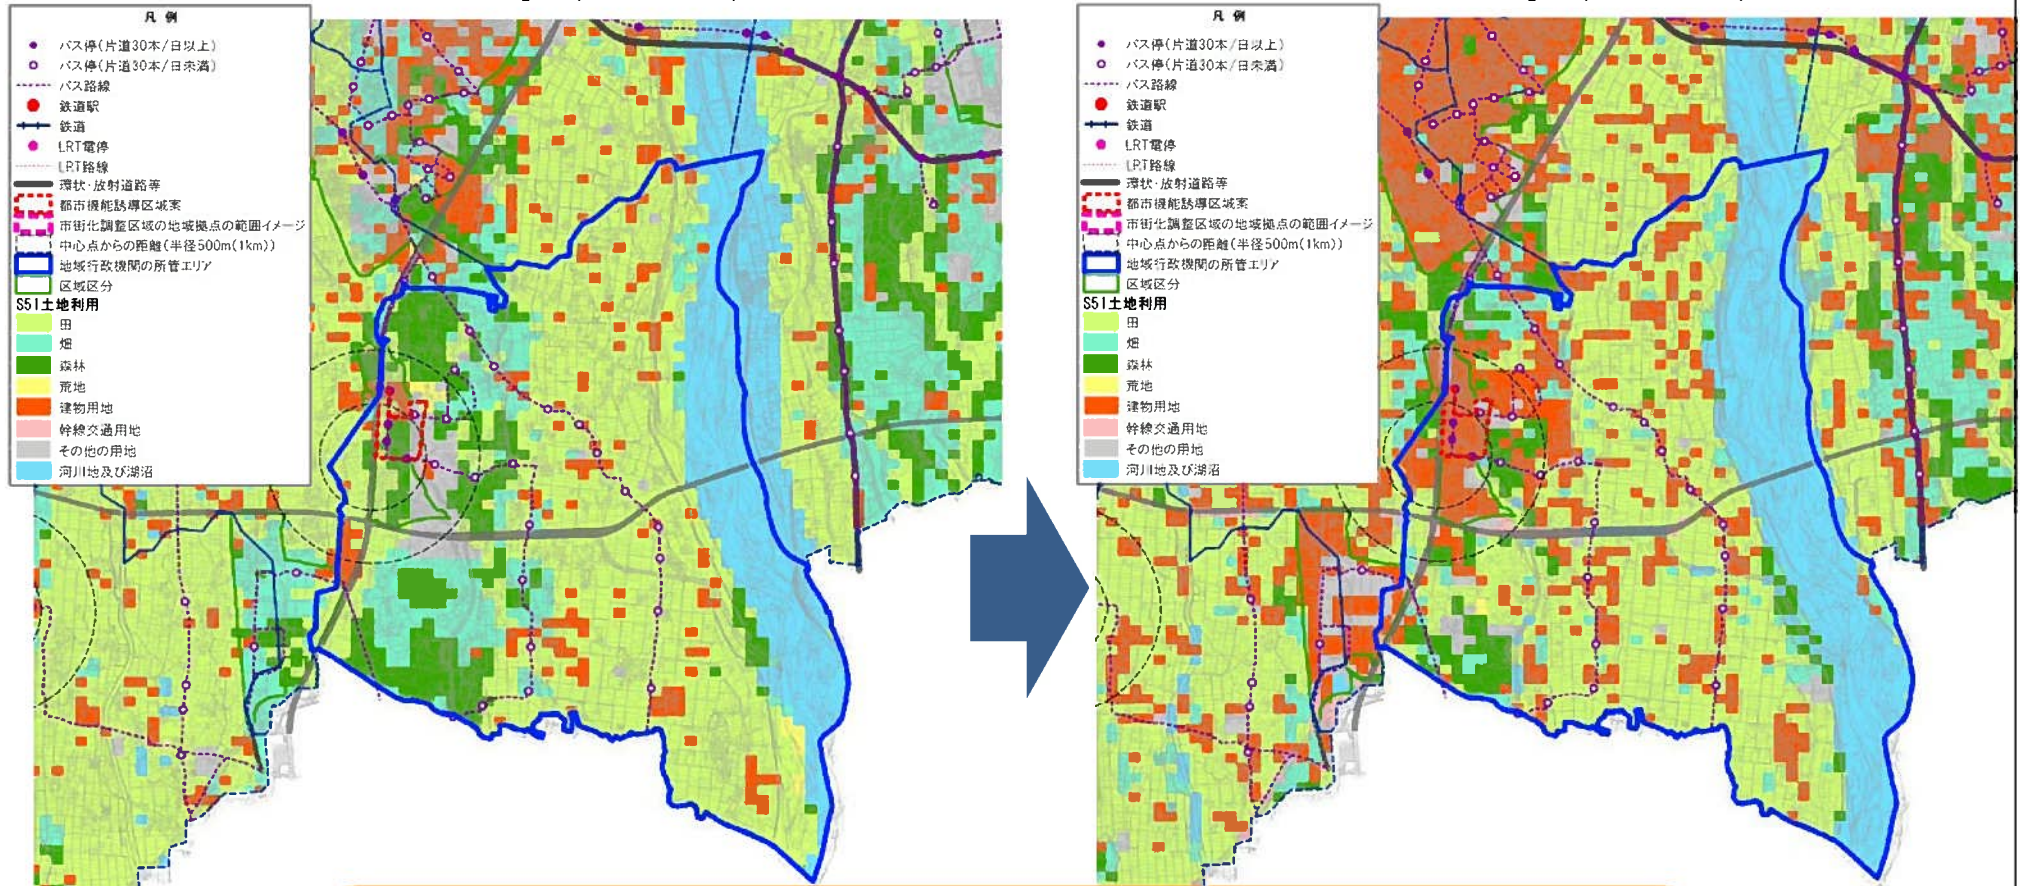 凡 例
バス停(片道30本/日以上)
バス停(片道30本/日未満)
バス路線
鉄道駅
鉄道
LRT電停
LRT路線
環状・放射道路等
都市機能誘導区域案
市街化調整区域の地域拠点の範囲イメージ
中心点からの距離(半径500m(1km))
地域行政機関の所管エリア
区域区分
S51土地利用
田
畑
森林
荒地
建物用地
幹線交通用地
その他の用地
河川地及び湖沼
凡 例
バス停(片道30本/日以上)
バス停(片道30本/日未満)
バス路線
鉄道駅
鉄道
LRT電停
LRT路線
環状・放射道路等
都市機能誘導区域案
市街化調整区域の地域拠点の範囲イメージ
中心点からの距離(半径500m(1km))
地域行政機関の所管エリア
区域区分
S51土地利用
田
畑
森林
荒地
建物用地
幹線交通用地
その他の用地
河川地及び湖沼